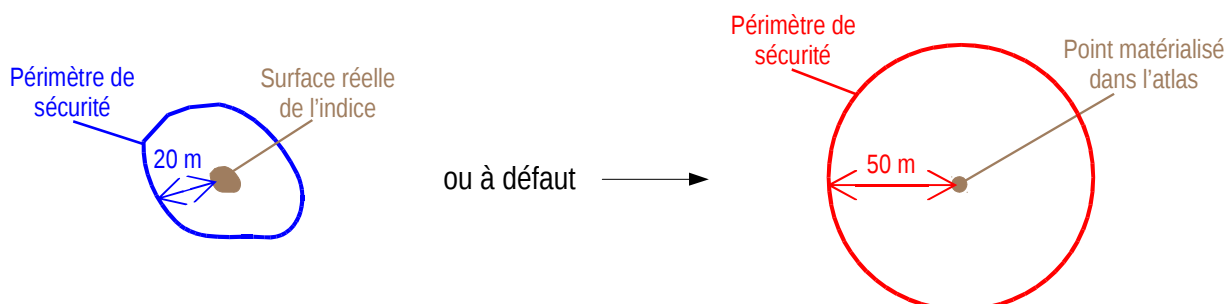 Périmètre de
sécurité
Surface réelle
de l'indice
20 m
ou à défaut
Périmètre de
sécurité
Point matérialisé
dans l'atlas
50 m